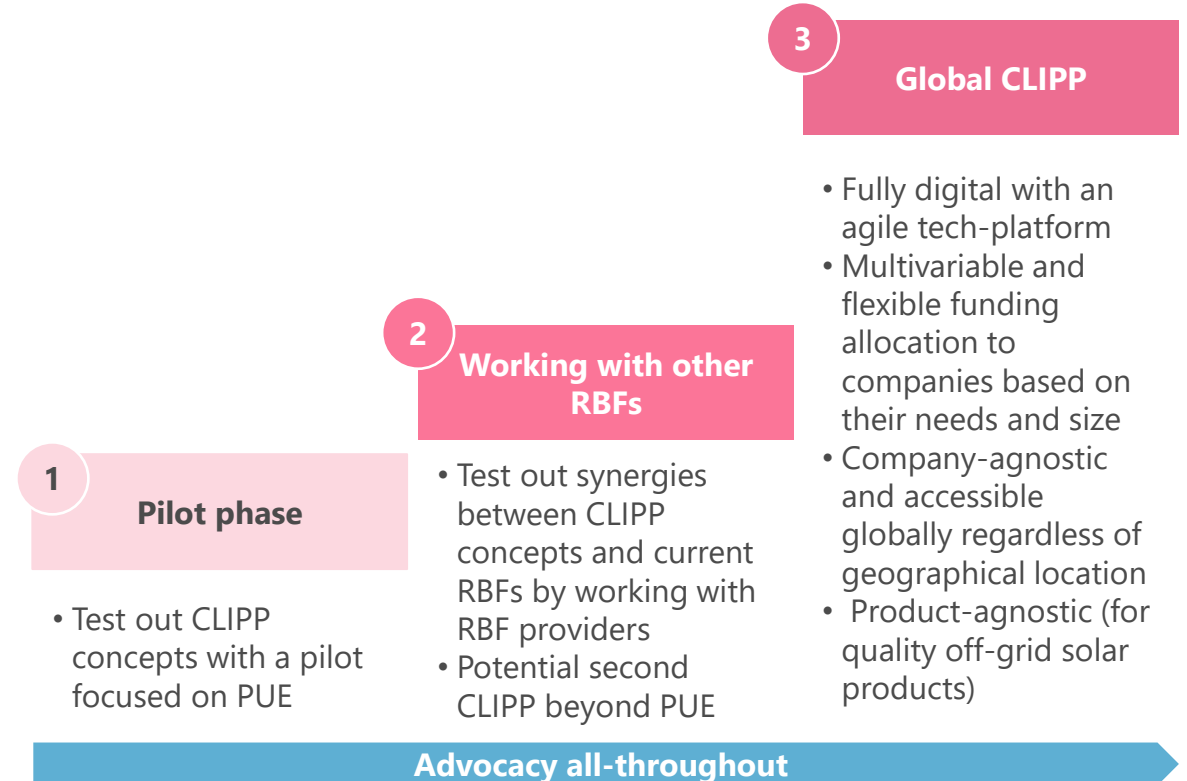 1
Pilot phase
• Test out CLIPP
concepts with a pilot
focused on PUE
2
Working with other
RBFs
• Test out synergies
between CLIPP
concepts and current
RBFs by working with
RBF providers
• Potential second
CLIPP beyond PUE
3
Global CLIPP
• Fully digital with an
agile tech-platform
• Multivariable and
flexible funding
allocation to
companies based on
their needs and size
• Company-agnostic
and accessible
globally regardless of
geographical location
• Product-agnostic (for
quality off-grid solar
products)
Advocacy all-throughout